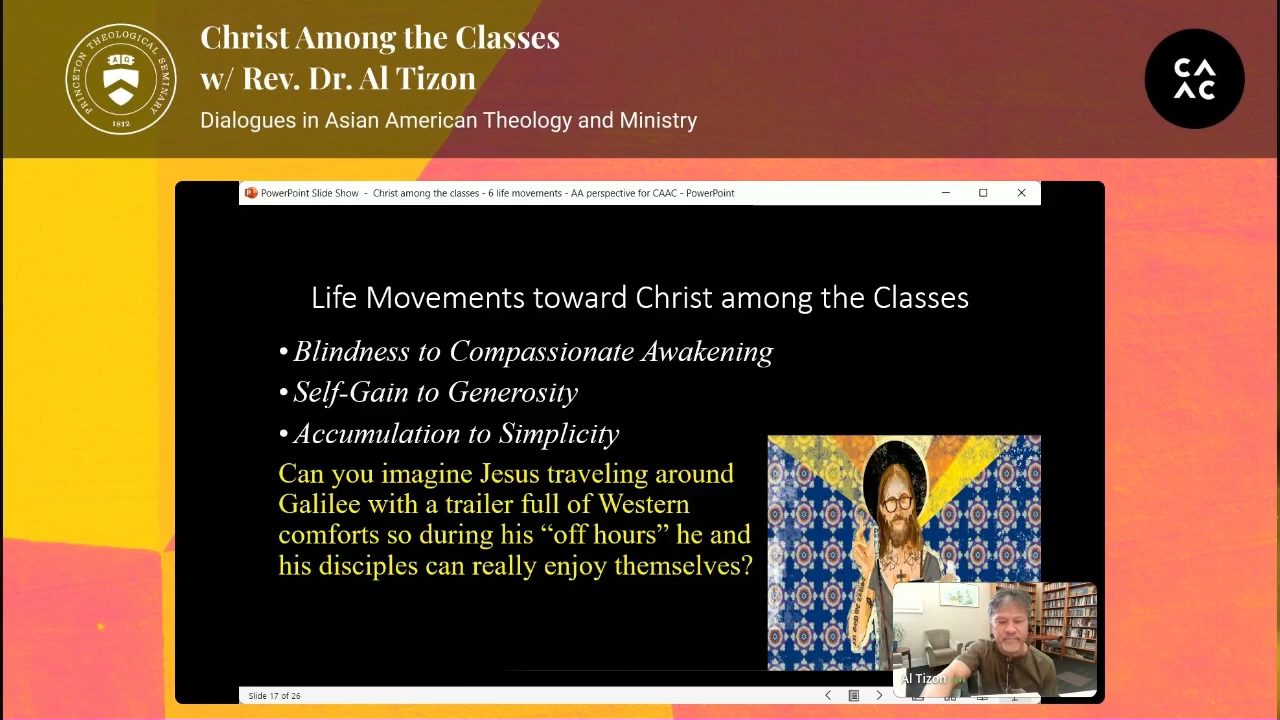 PRINCETON THEOLOGICAL SEMINARY
1812
Christ Among the Classes
w/ Rev. Dr. Al Tizon
Dialogues in Asian American Theology and Ministry
CA
AC
PowerPoint Slide Show - Christ among the classes - 6 life movements - AA perspective for CAAC - PowerPoint
Life Movements toward Christ among the Classes
• Blindness to Compassionate Awakening
• Self-Gain to Generosity
• Accumulation to Simplicity
Can you imagine Jesus traveling around
Galilee with a trailer full of Western
comforts so during his “off hours” he and
his disciples can really enjoy themselves?
Al Tizon
Slide 17 of 26